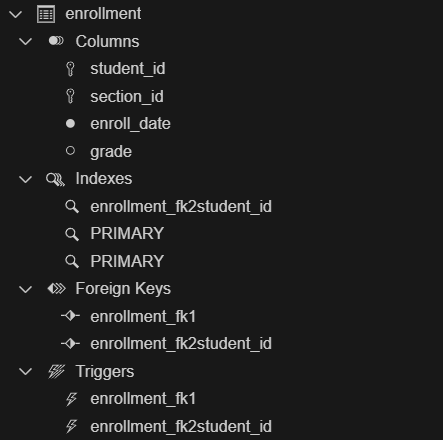 enrollment
Columns
student_id
section_id
enroll_date
grade
Indexes
enrollment_fk2student_id
PRIMARY
PRIMARY
Foreign Keys
enrollment_fk1
enrollment_fk2student_id
Triggers
enrollment_fk1
enrollment_fk2student_id